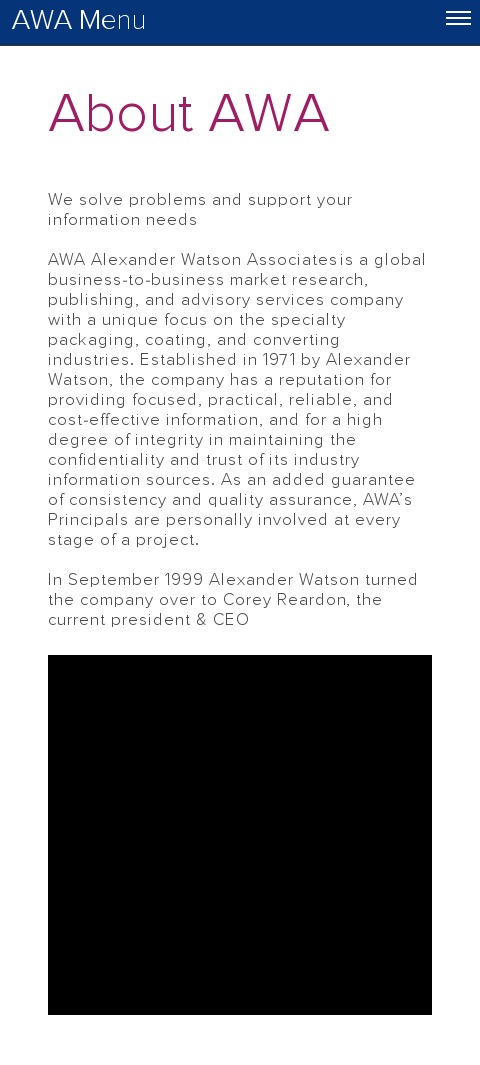 AWA Menu
About AWA
We solve problems and support your
information needs
AWA Alexander Watson Associates is a global
business-to-business market research,
publishing, and advisory services company
with a unique focus on the specialty
packaging, coating, and converting
industries. Established in 1971 by Alexander
Watson, the company has a reputation for
providing focused, practical, reliable, and
cost-effective information, and for a high
degree of integrity in maintaining the
confidentiality and trust of its industry
information sources. As an added guarantee
of consistency and quality assurance, AWA’s
Principals are personally involved at every
stage of a project.
In September 1999 Alexander Watson turned
the company over to Corey Reardon, the
current president & CEO